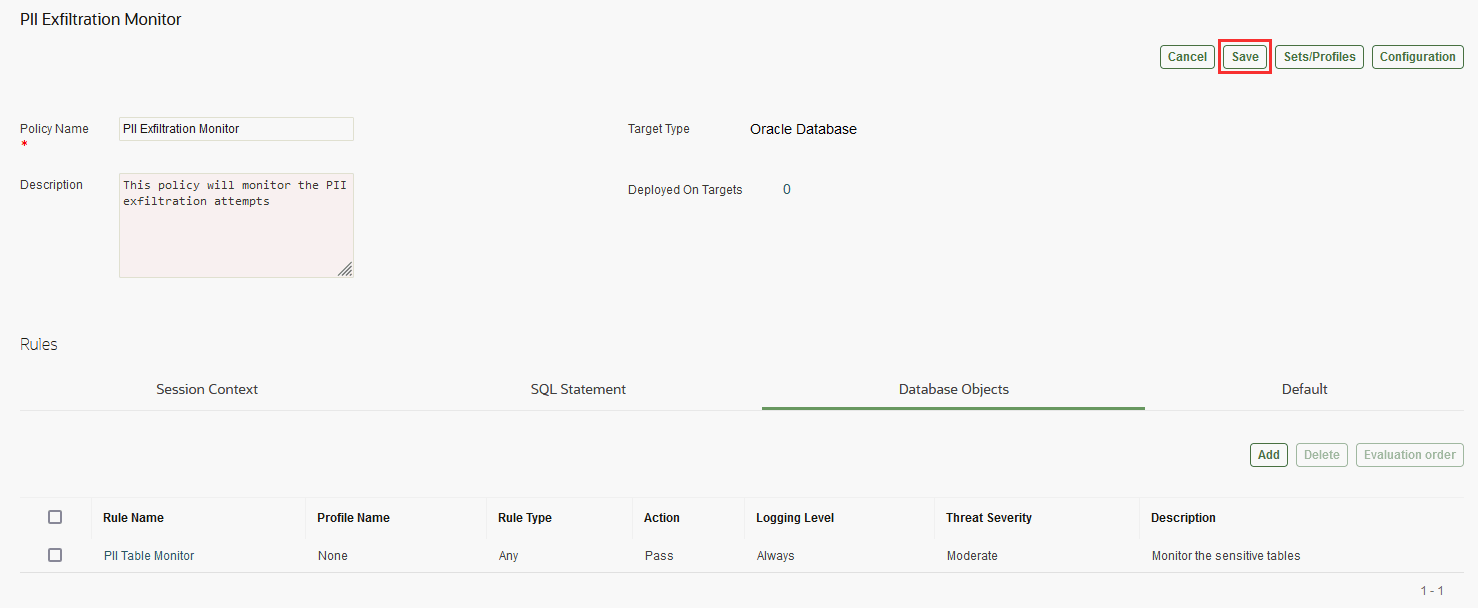 PII Exfiltration Monitor
Cancel Save Sets/Profiles Configuration
Policy Name PII Exfiltration Monitor Target Type Oracle Database
*
Description This policy will monitor the PII Deployed On Targets 0
exfiltration attempts
Rules
Session Context SQL Statement Database Objects Default
Add Delete Evaluation order
Rule Name Profile Name Rule Type Action Logging Level Threat Severity Description
PII Table Monitor None Any Pass Always Moderate Monitor the sensitive tables
1 - 1